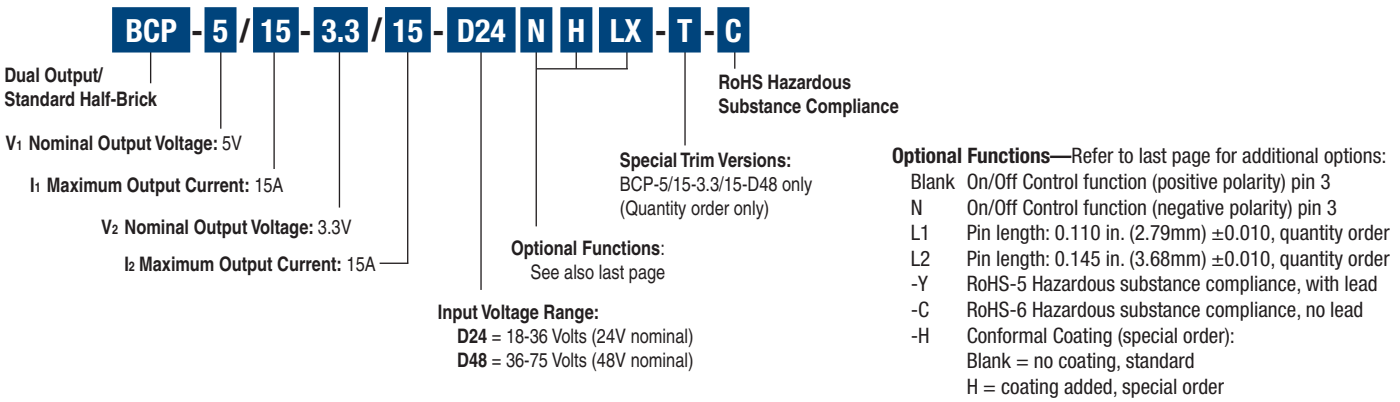 BCP - 5 / 15 - 3.3 / 15 - D24 N H LX - T - C
Dual Output/
Standard Half-Brick
V1 Nominal Output Voltage: 5V
I1 Maximum Output Current: 15A
V2 Nominal Output Voltage: 3.3V
I2 Maximum Output Current: 15A
Input Voltage Range:
D24 = 18-36 Volts (24V nominal)
D48 = 36-75 Volts (48V nominal)
Optional Functions:
See also last page
Special Trim Versions:
BCP-5/15-3.3/15-D48 only
(Quantity order only)
RoHS Hazardous
Substance Compliance
Optional Functions—Refer to last page for additional options:
Blank On/Off Control function (positive polarity) pin 3
N On/Off Control function (negative polarity) pin 3
L1 Pin length: 0.110 in. (2.79mm) ±0.010, quantity order
L2 Pin length: 0.145 in. (3.68mm) ±0.010, quantity order
-Y RoHS-5 Hazardous substance compliance, with lead
-C RoHS-6 Hazardous substance compliance, no lead
-H Conformal Coating (special order):
Blank = no coating, standard
H = coating added, special order